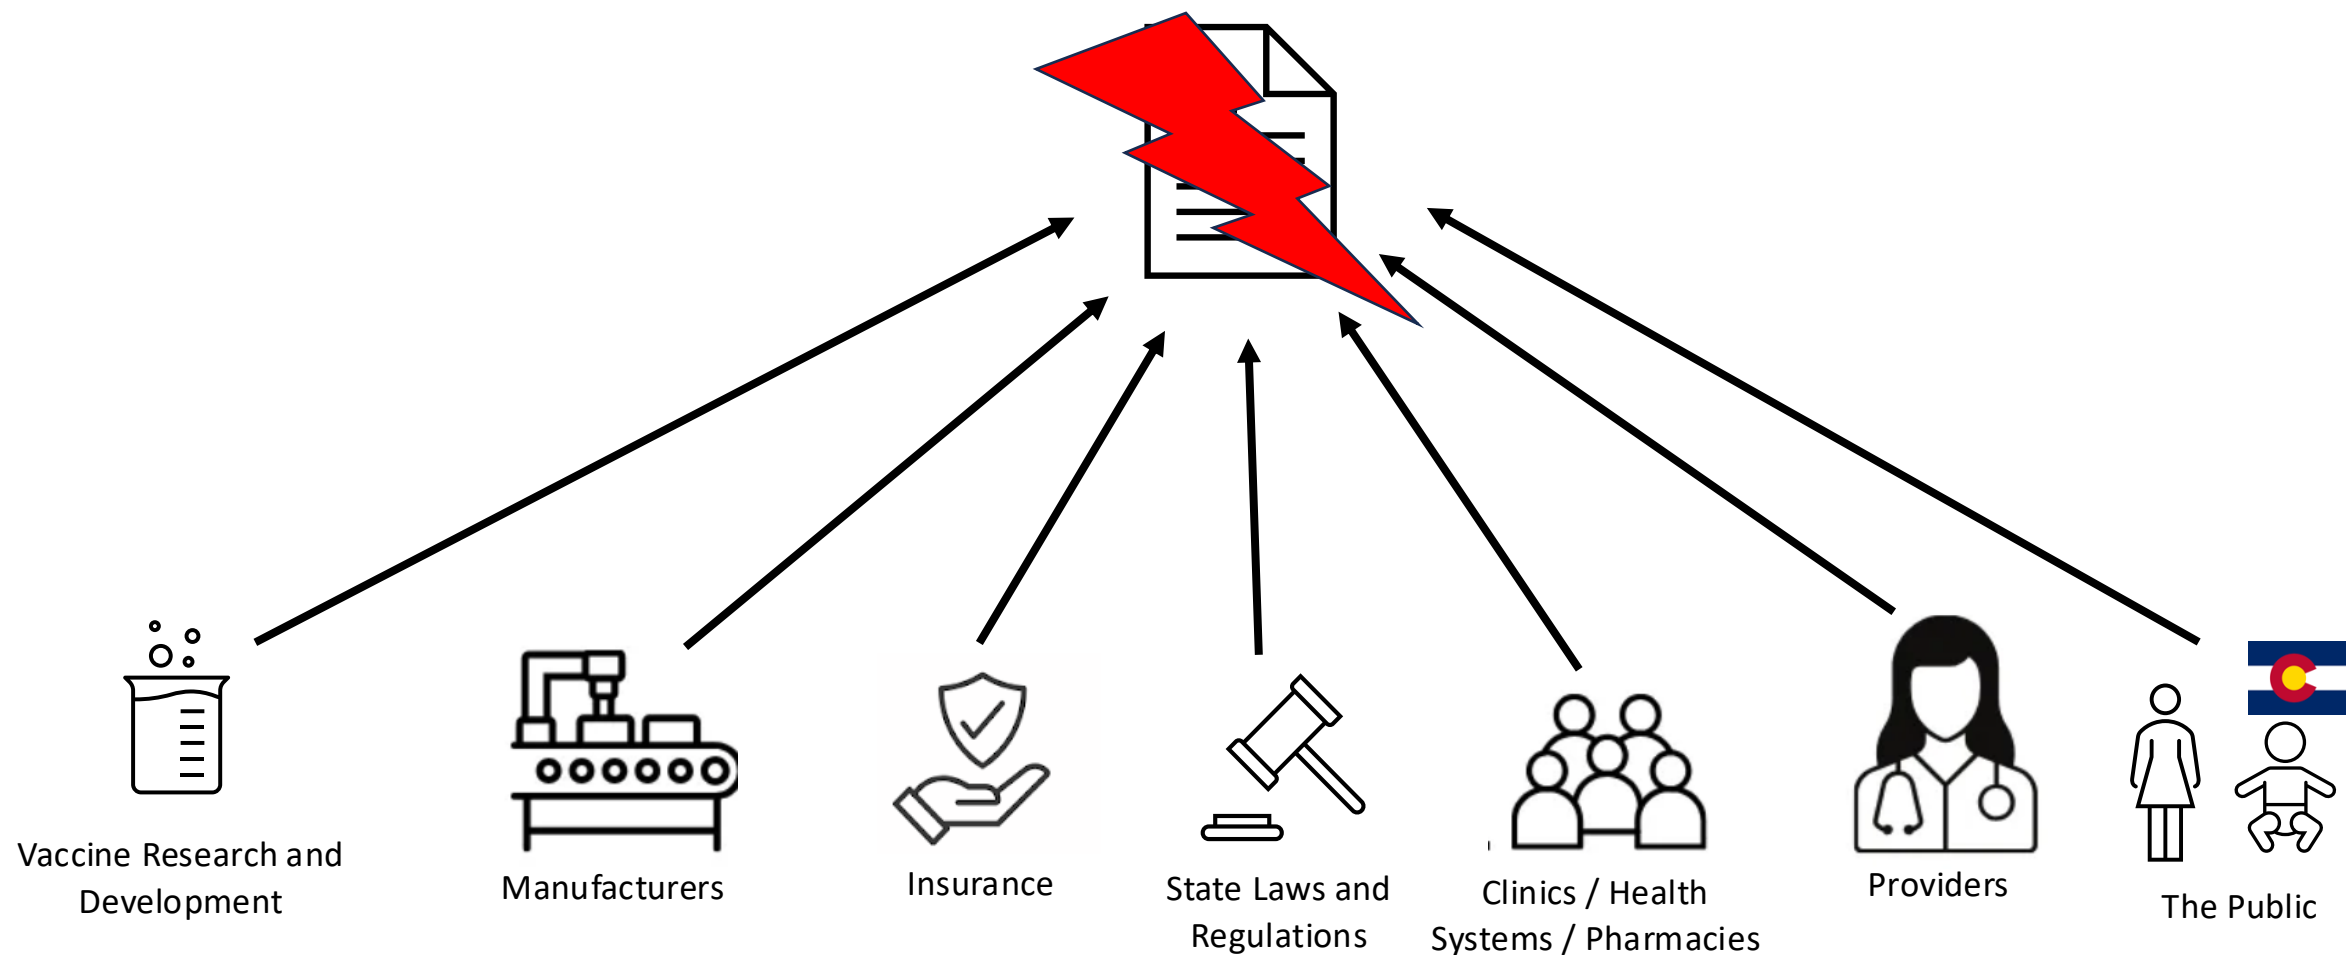 Vaccine Research and
Development
Manufacturers
Insurance
State Laws and
Regulations
Clinics / Health
Systems / Pharmacies
Providers
The Public